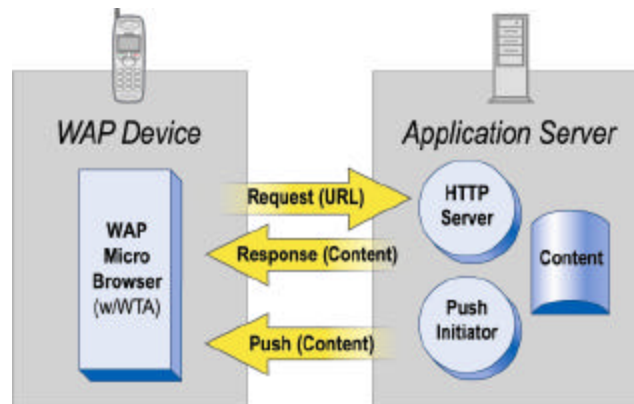 WAP Device
Application Server
WAP
Micro
Browser
(w/WTA)
Request (URL)
Response (Content)
Push (Content)
HTTP
Server
Content
Push
Initiator